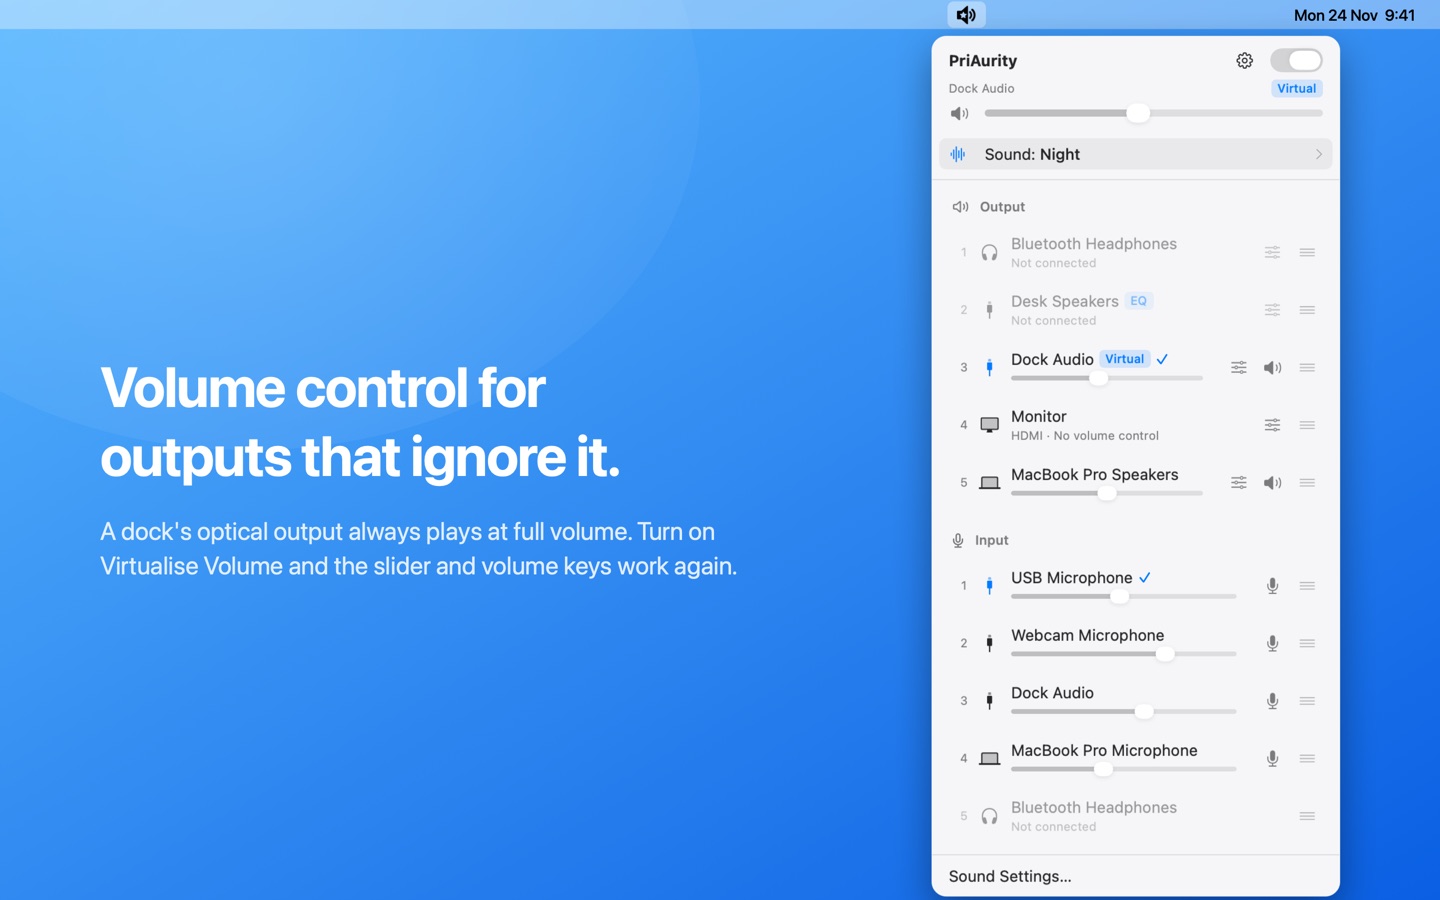 Mon 24 Nov 9:41
PriAurity
Dock Audio
Virtual
Sound: Night
Output
1
Bluetooth Headphones
Not connected
2
Desk Speakers EQ
Not connected
3
Dock Audio Virtual
4
Monitor
HDMI · No volume control
5
MacBook Pro Speakers
Input
1
USB Microphone
2
Webcam Microphone
3
Dock Audio
4
MacBook Pro Microphone
5
Bluetooth Headphones
Not connected
Sound Settings...
Volume control for
outputs that ignore it.
A dock's optical output always plays at full volume. Turn on
Virtualise Volume and the slider and volume keys work again.